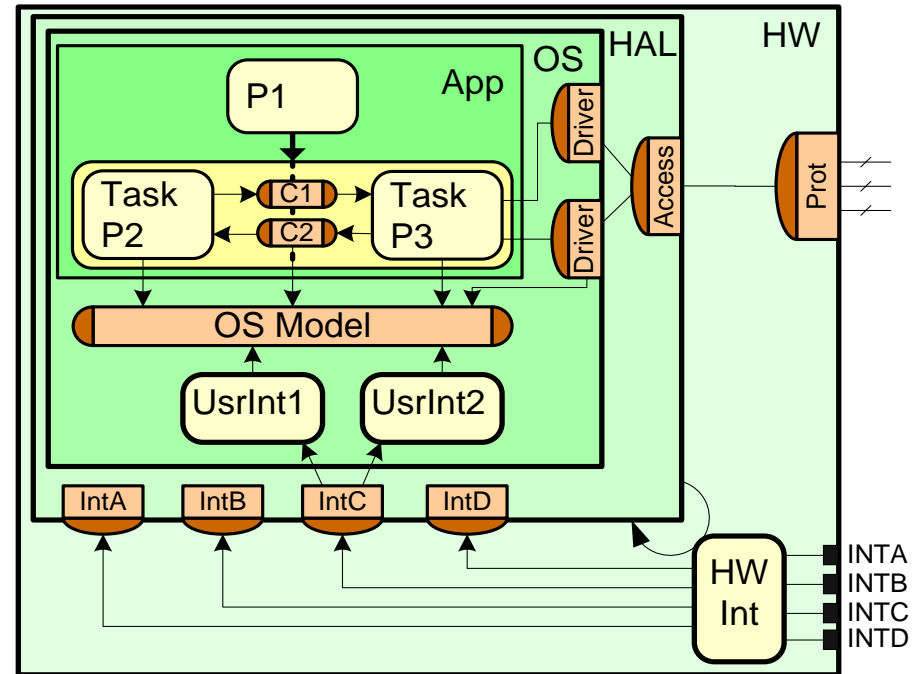 HW
HAL
OS
App
P1
Driver
Access
Prot
Task
P2
C1
C2
Task
P3
Driver
OS Model
UsrInt1
UsrInt2
IntA
IntB
IntC
IntD
HW
Int
INTA
INTB
INTC
INTD